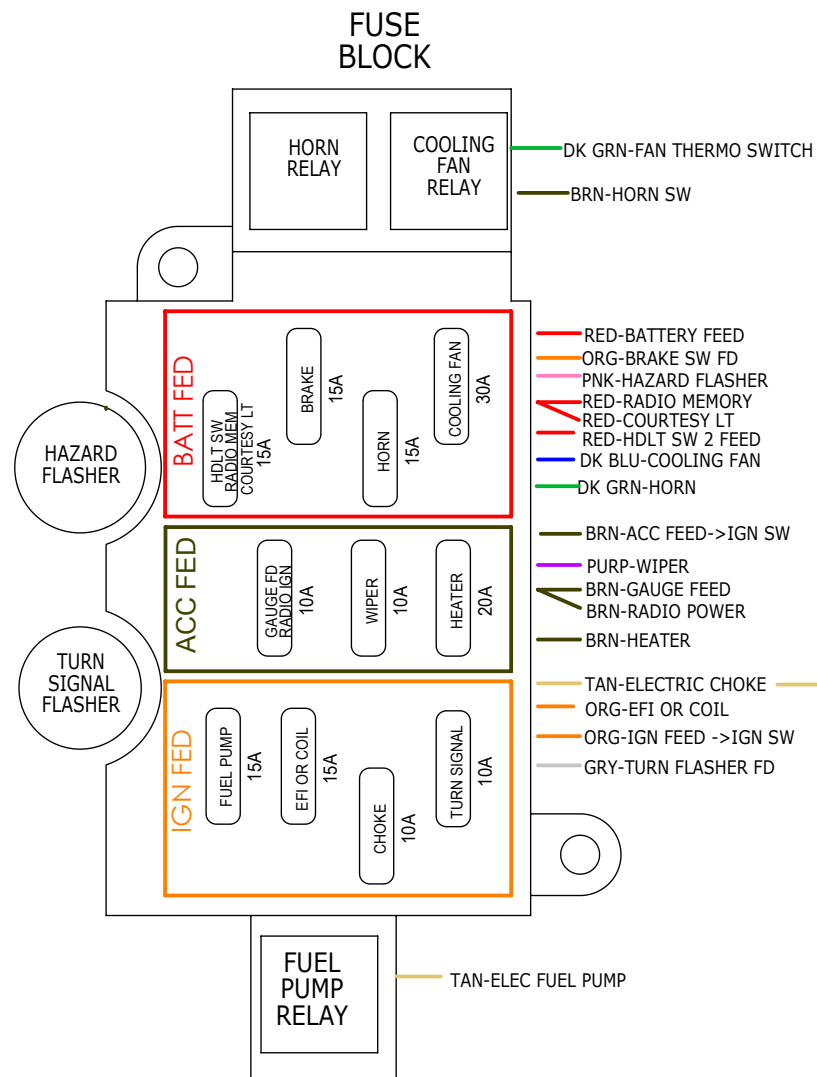 FUSE
BLOCK
HORN
RELAY
COOLING
FAN
RELAY
DK GRN-FAN THERMO SWITCH
BRN-HORN SW
BATT FED
HDLT SW
RADIO MEM
COURTESY LT
15A
BRAKE
15A
HORN
15A
COOLING FAN
30A
RED-BATTERY FEED
ORG-BRAKE SW FD
PNK-HAZARD FLASHER
RED-RADIO MEMORY
RED-COURTESY LT
RED-HDLT SW 2 FEED
DK BLU-COOLING FAN
DK GRN-HORN
HAZARD
FLASHER
ACC FED
GAUGE FD
RADIO IGN
10A
WIPER
10A
HEATER
20A
BRN-ACC FEED->IGN SW
PURP-WIPER
BRN-GAUGE FEED
BRN-RADIO POWER
BRN-HEATER
TURN
SIGNAL
FLASHER
IGN FED
FUEL PUMP
15A
EFI OR COIL
15A
CHOKE
10A
TURN SIGNAL
10A
TAN-ELECTRIC CHOKE
ORG-EFI OR COIL
ORG-IGN FEED ->IGN SW
GRY-TURN FLASHER FD
FUEL
PUMP
RELAY
TAN-ELEC FUEL PUMP